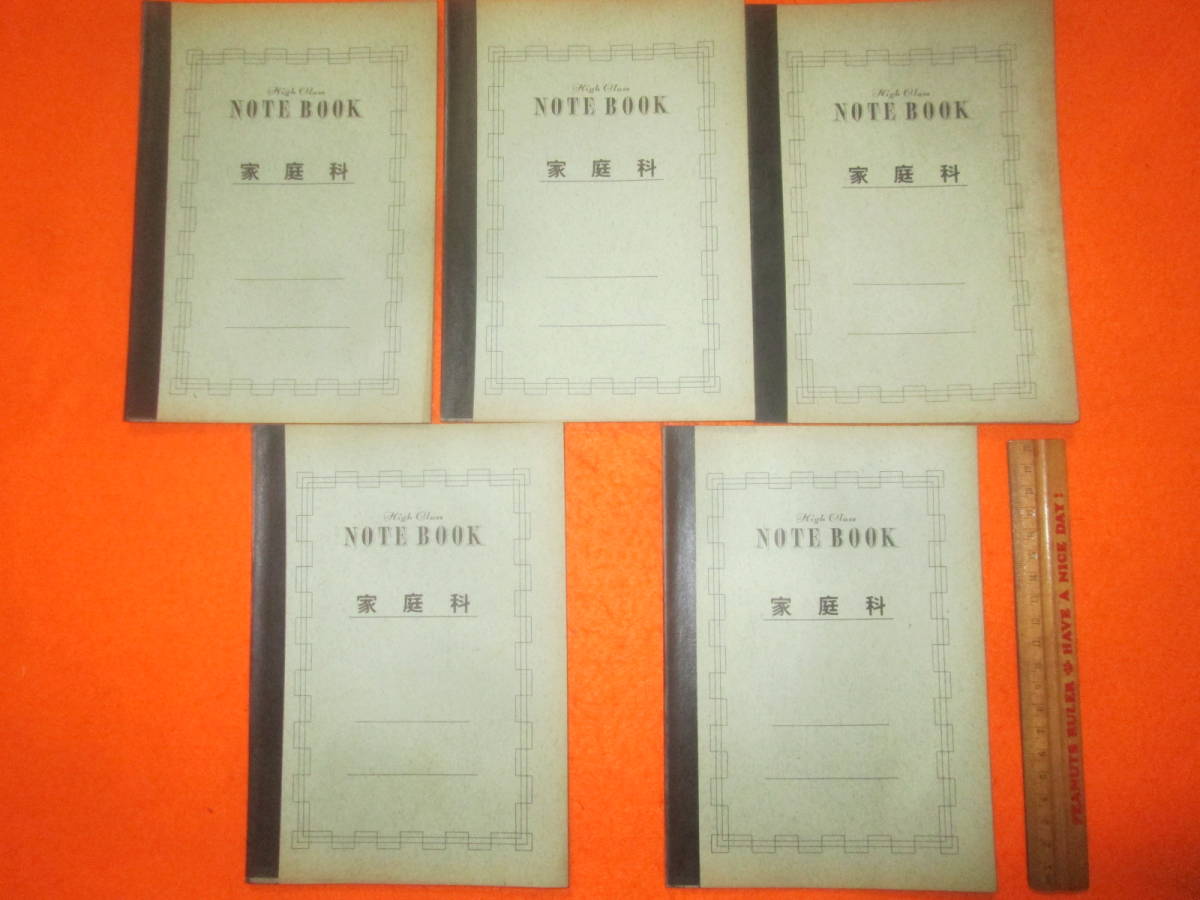 High Class
NOTE BOOK
家庭科
High Class
NOTE BOOK
家庭科
High Class
NOTE BOOK
家庭科
High Class
NOTE BOOK
家庭科
High Class
NOTE BOOK
家庭科
PEANUTS RULER HAVE A NICE DAY!